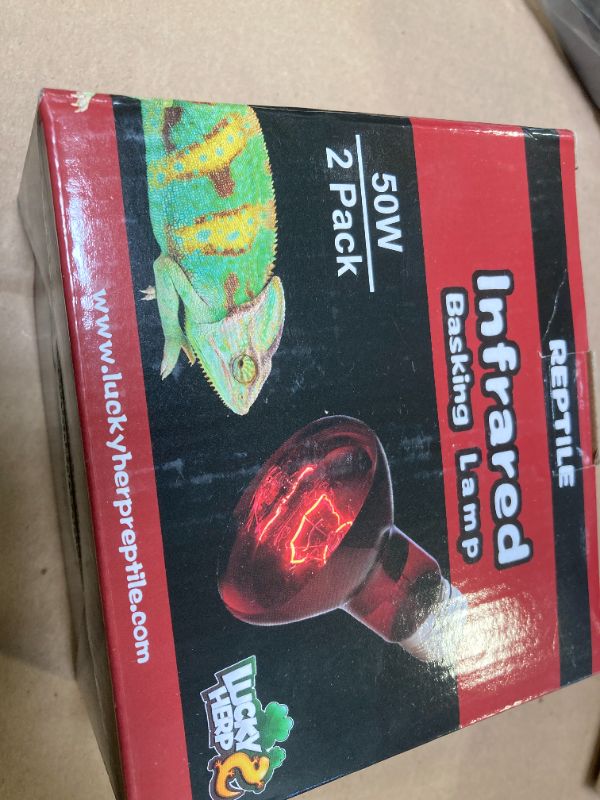 REPTILE
Infrared
Basking Lamp
50W
2 Pack
LUCKY
HERP
www.luckyherpreptile.com